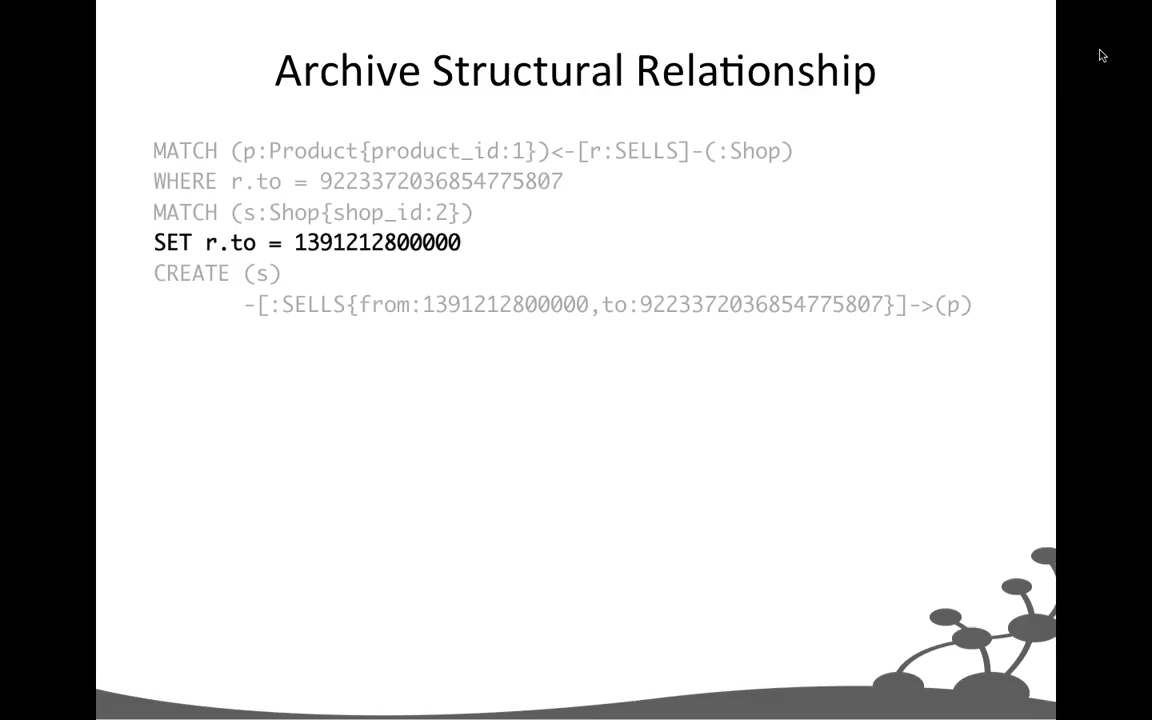 Archive Structural Relationship
MATCH (p:Product{product_id:1})<-[r:SELLS]-(:Shop)
WHERE r.to = 9223372036854775807
MATCH (s:Shop{shop_id:2})
SET r.to = 1391212800000
CREATE (s)
-[:SELLS{from:1391212800000,to:9223372036854775807}]->(p)